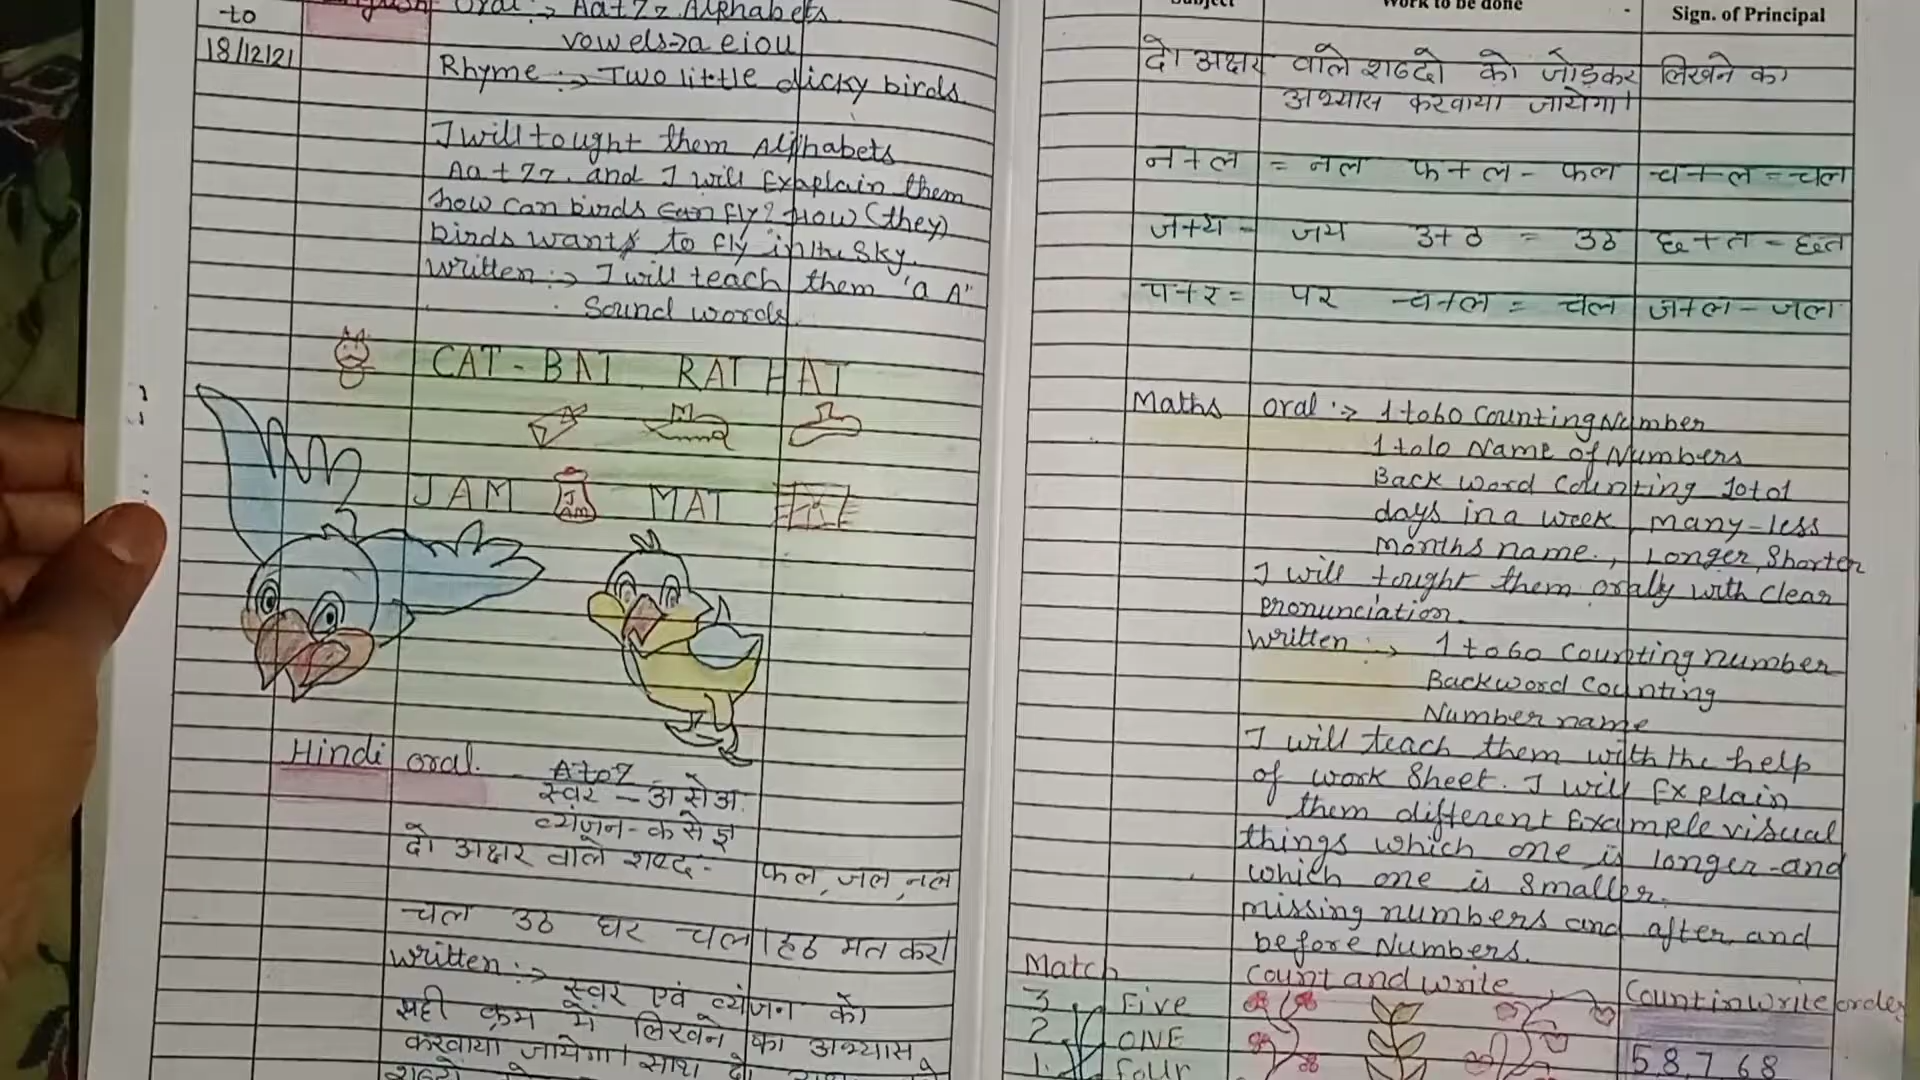 to
English Oral :-> Aa to Zz Alphabets
vowels-> a e i o u
18/12/21
Rhyme :-> Two little dicky birds
I will tought them Alphabets
Aa to Zz. and I will Explain them
how can birds can fly? How (they)
birds wants to fly in the Sky.
Written :-> I will teach them 'a A"
Sound words.
CAT - BAT RAT HAT
JAM JAM MAT
Hindi oral.
A to Z
स्वर - अ से अः
व्यंजन - क से ज्ञ
दो अक्षर वाले शब्द - फल, जल, नल
चल उठ घर चल । हठ मत कर।
Written :->
स्वर एवं व्यंजन को
सही क्रम में लिखने का अभ्यास
करवाया जायेगा। साथ दो
Subject
Work to be done
Sign. of Principal
दो अक्षर वाले शब्दो को जोड़कर लिखने का
अभ्यास करवाया जायेगा।
न+ल = नल फ+ल - फल च+ल = चल
ज+य - जय उ+ठ = उठ छ+त - छत
प+र = पर च+ल = चल ज+ल - जल
Maths oral :-> 1 to 60 Counting Number
1 to 10 Name of Numbers
Back word Counting 10 to 1
days in a week, many-less
Months name., Longer, Shorter
I will tought them orally with clear
pronunciation.
Written :-> 1 to 60 Counting number
Backword Counting
Number name
I will teach them with the help
of work Sheet. I will Explain
them different Example visual
things which one is longer-and
which one is Smaller.
missing numbers and after and
before Numbers.
Match
Count and write
Count in write order
3 Five
2 ONE
1 four
5,8,7,68